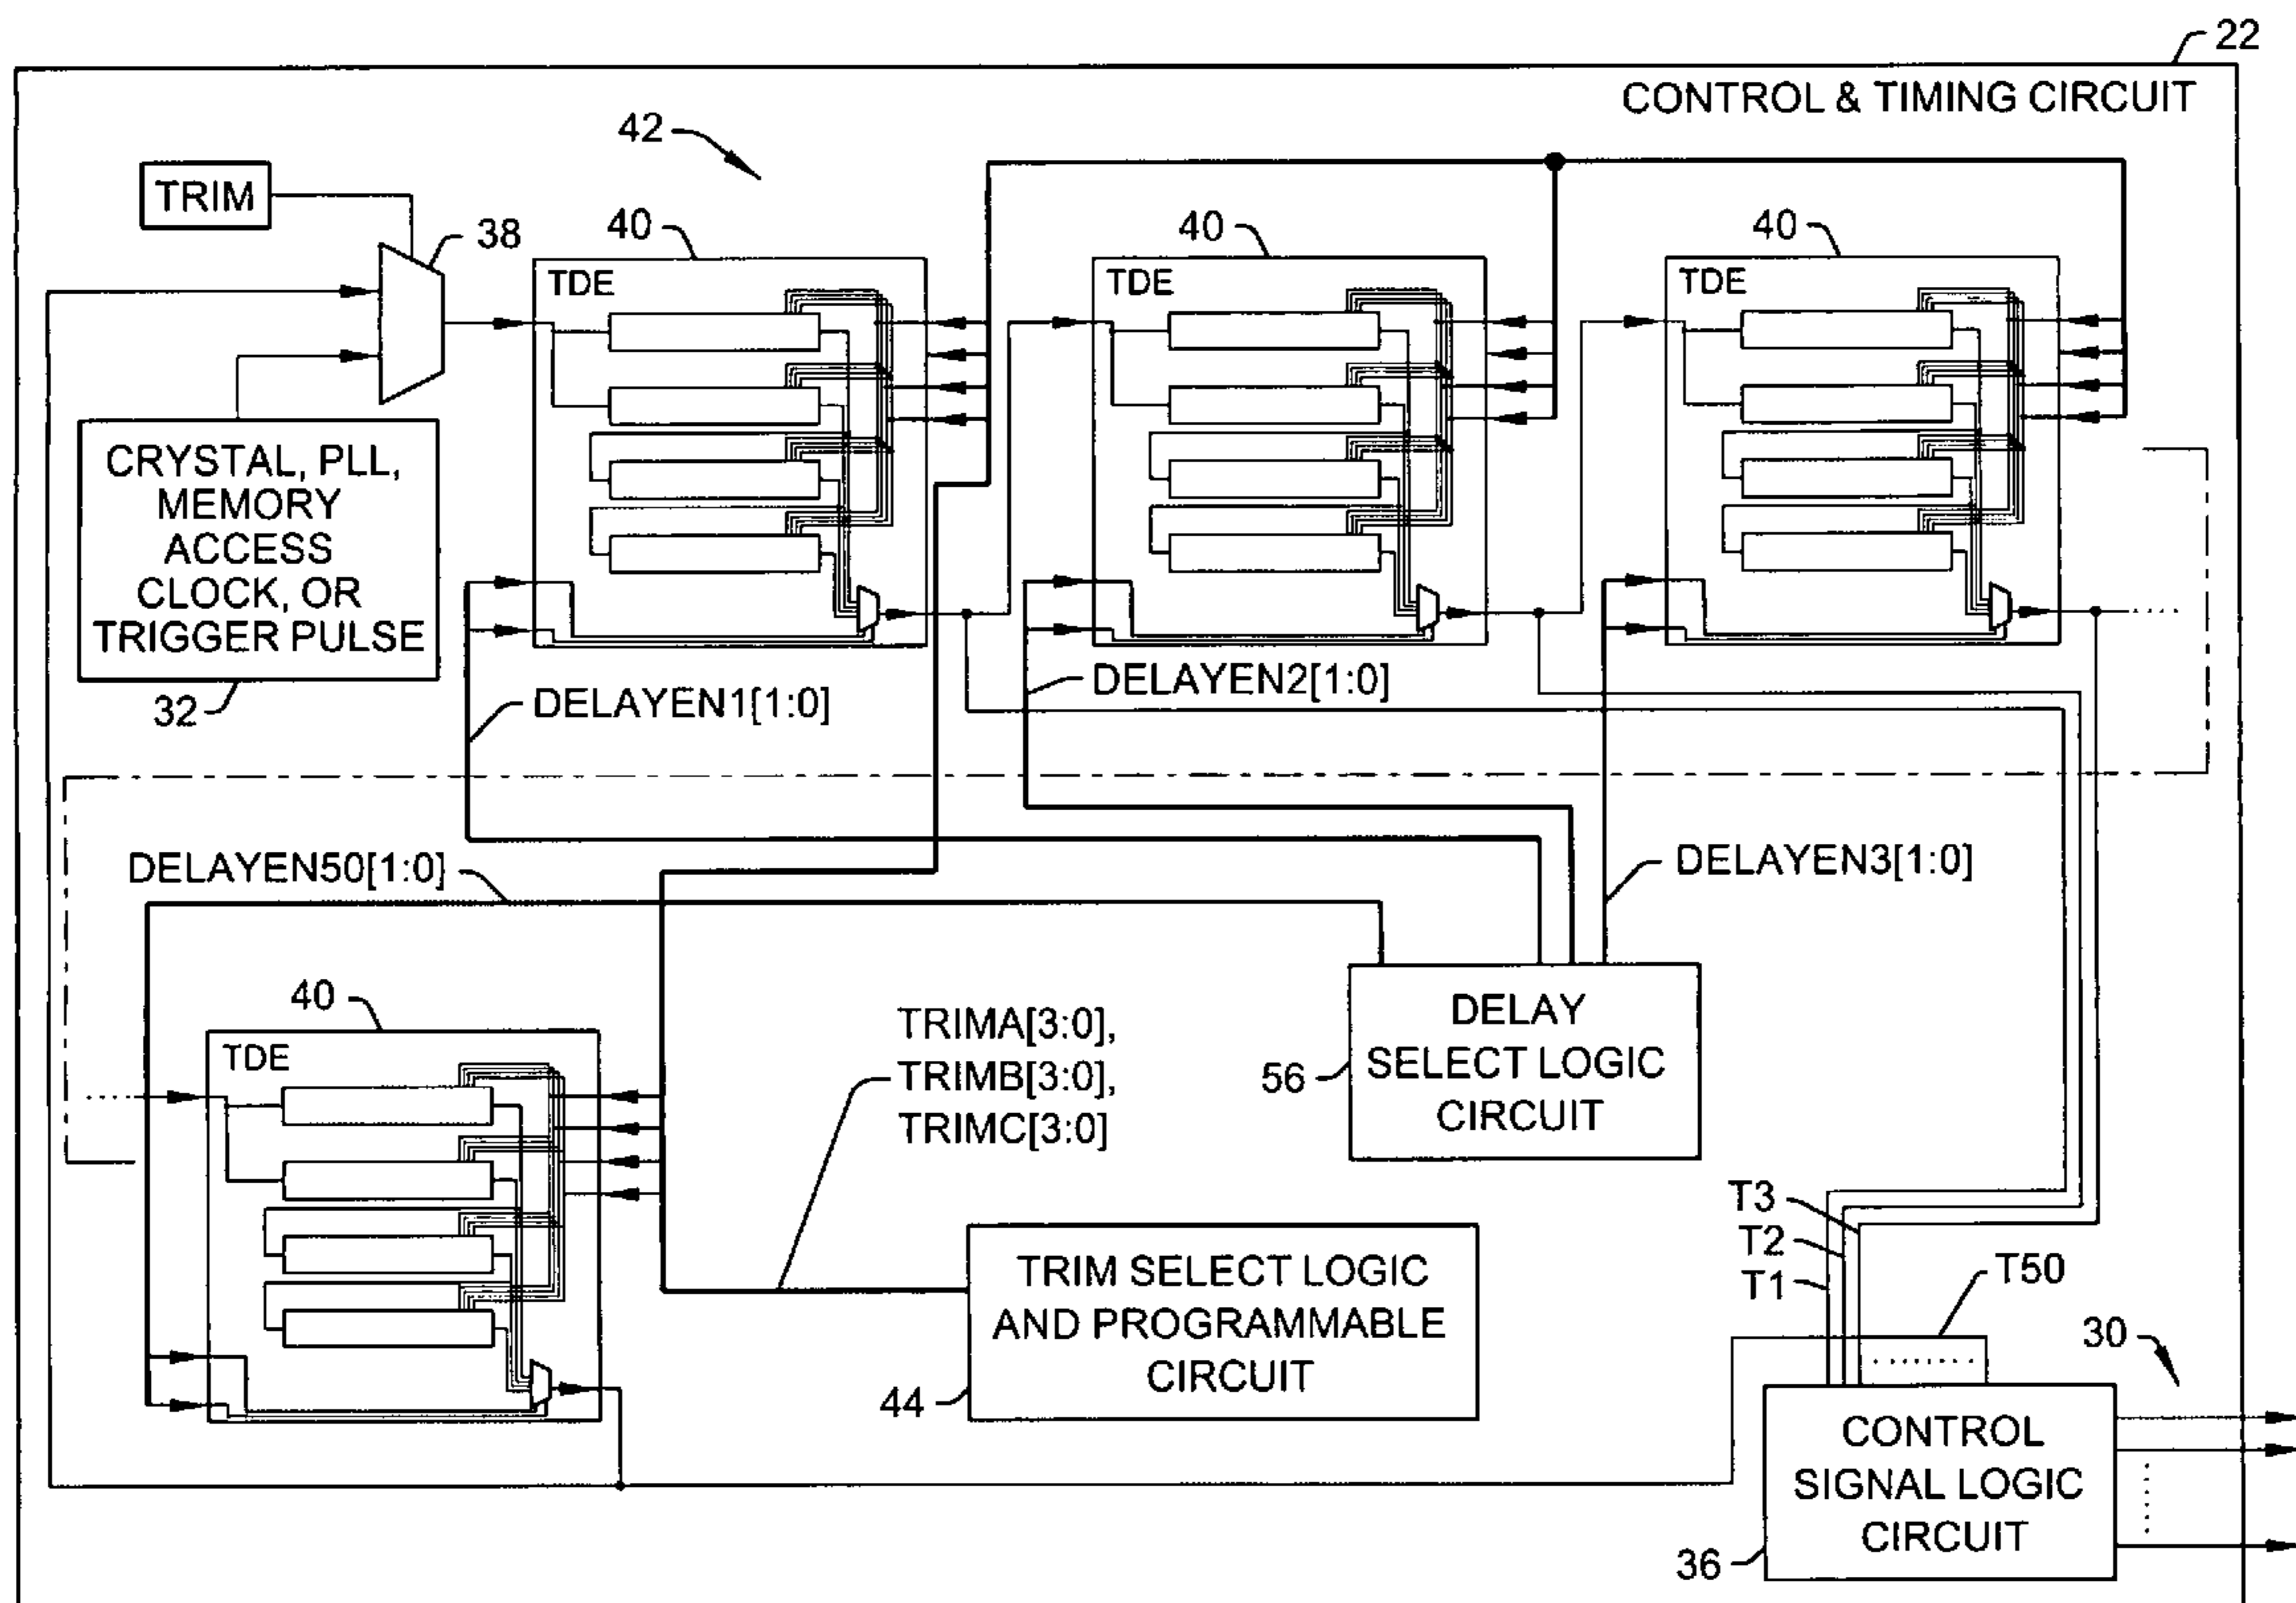 22
CONTROL & TIMING CIRCUIT
42
TRIM
38
40
40
40
TDE
TDE
TDE
CRYSTAL, PLL,
MEMORY
ACCESS
CLOCK, OR
TRIGGER PULSE
32
DELAYEN1[1:0]
DELAYEN2[1:0]
DELAYEN50[1:0]
DELAYEN3[1:0]
40
TDE
TRIMA[3:0],
TRIMB[3:0],
TRIMC[3:0]
DELAY
SELECT LOGIC
CIRCUIT
56
TRIM SELECT LOGIC
AND PROGRAMMABLE
CIRCUIT
44
T3
T2
T1
T50
30
CONTROL
SIGNAL LOGIC
CIRCUIT
36